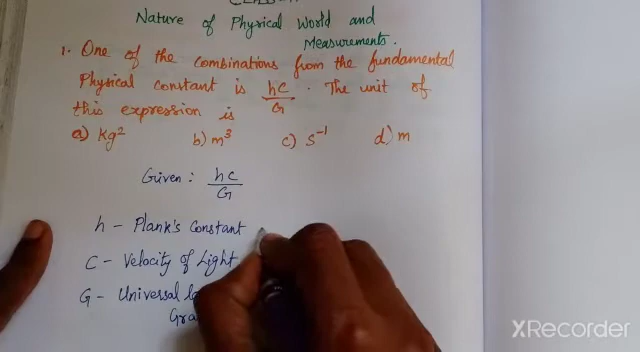 Nature of Physical World and
Measurements.
1. One of the combinations from the fundamental
Physical constant is hc/G . The unit of
this expression is
a) Kg² b) m³ c) s⁻¹ d) m
Given: hc/G
h - Plank's Constant
C - Velocity of Light
G - Universal
XRecorder